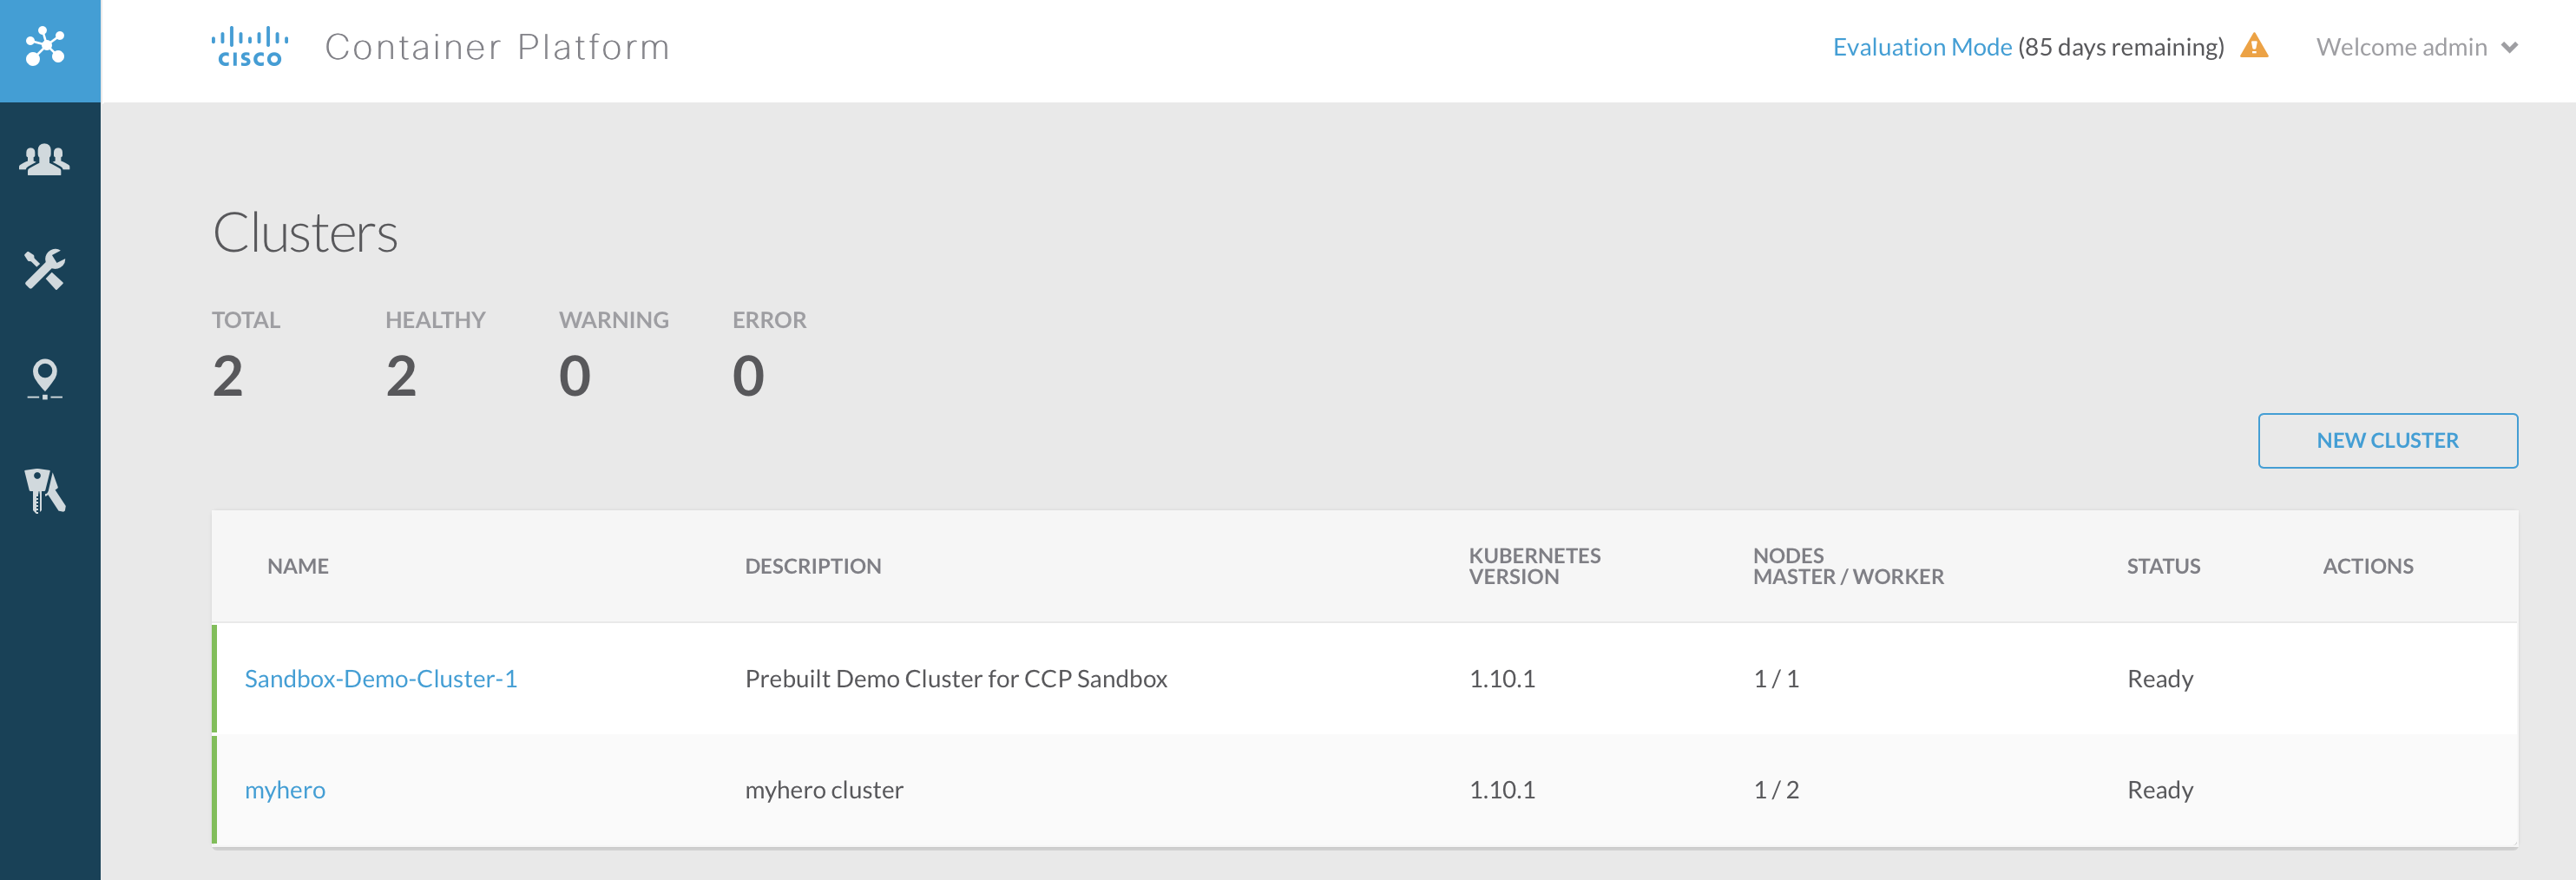 CISCO Container Platform Evaluation Mode (85 days remaining) Welcome admin
Clusters
TOTAL HEALTHY WARNING ERROR
2 2 0 0
NEW CLUSTER
NAME DESCRIPTION KUBERNETES VERSION NODES MASTER / WORKER STATUS ACTIONS
Sandbox-Demo-Cluster-1 Prebuilt Demo Cluster for CCP Sandbox 1.10.1 1 / 1 Ready
myhero myhero cluster 1.10.1 1 / 2 Ready